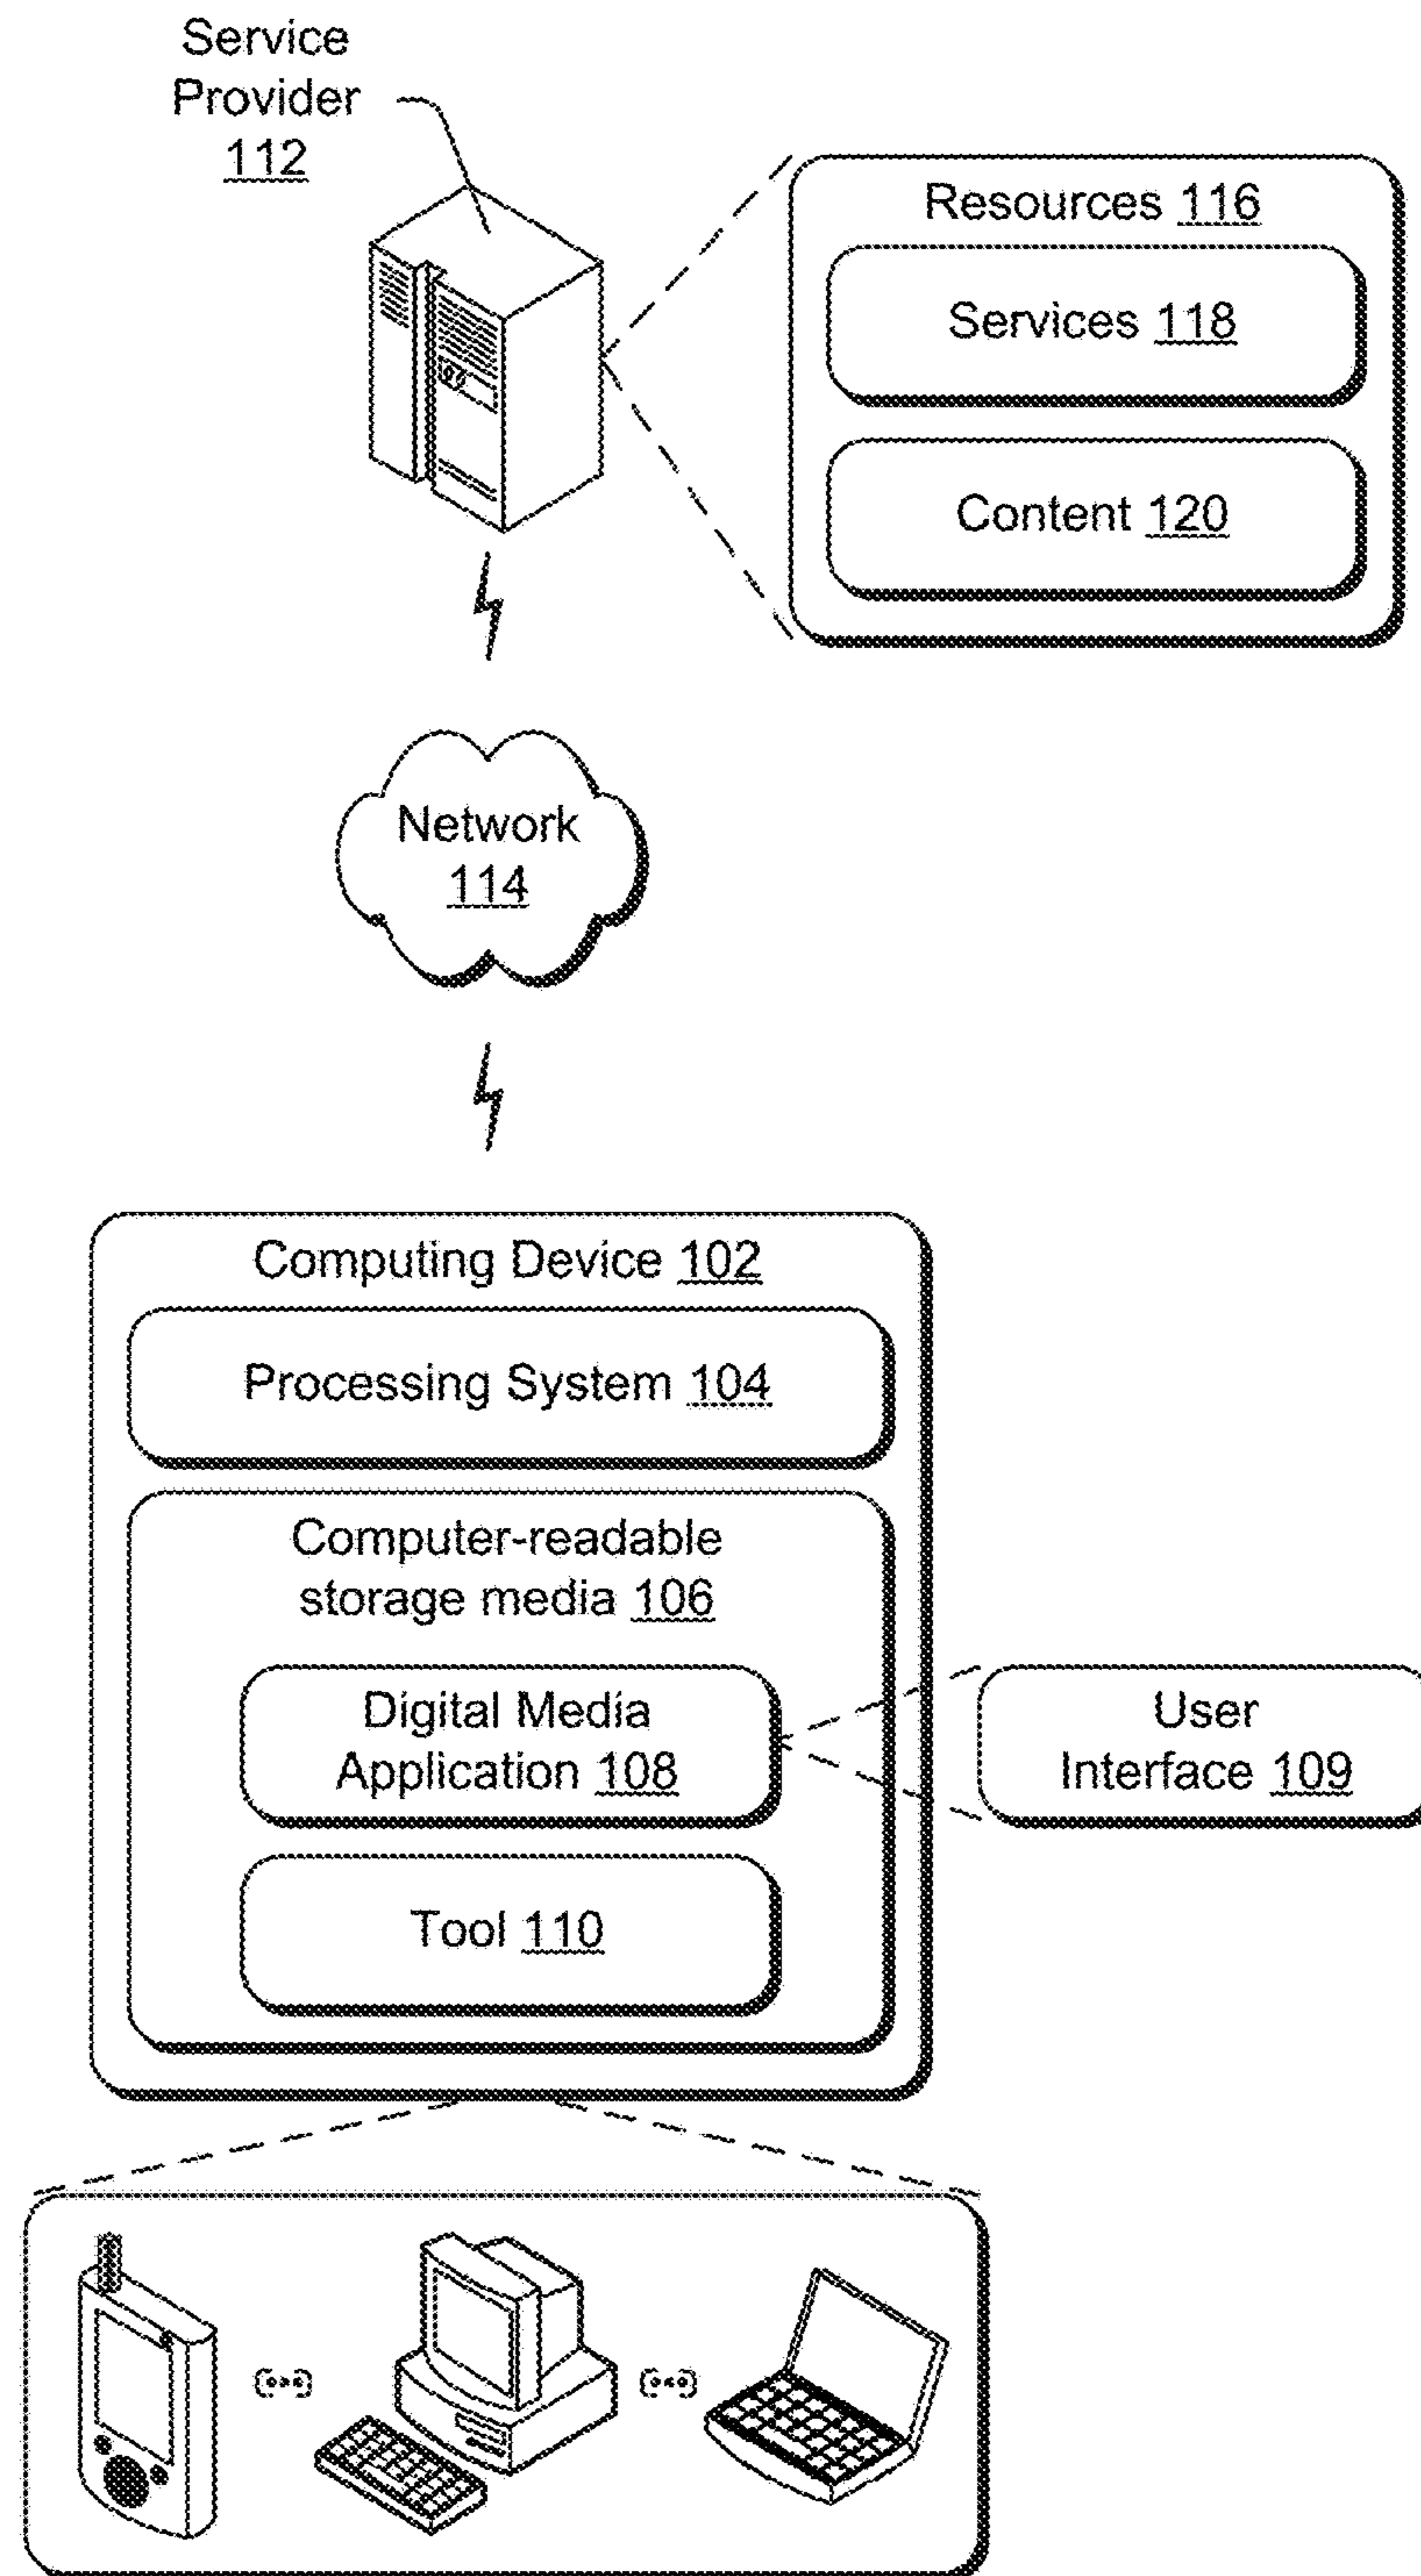 Service
Provider
112
Resources 116
Services 118
Content 120
Network
114
Computing Device 102
Processing System 104
Computer-readable
storage media 106
Digital Media
Application 108
User
Interface 109
Tool 110